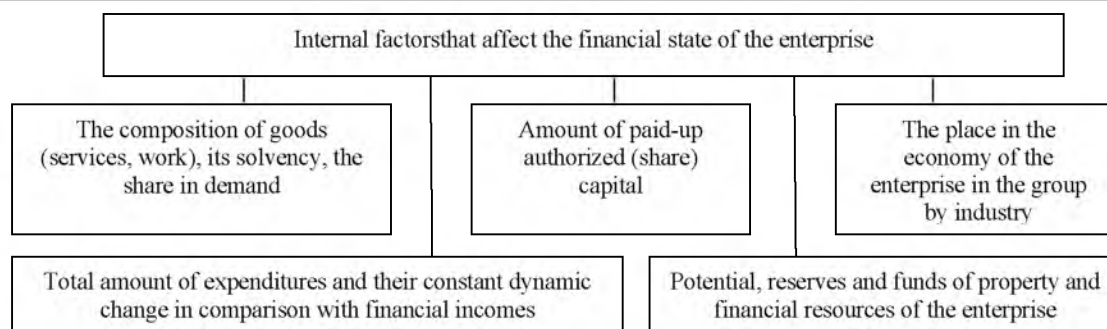 Internal factorsthat affect the financial state of the enterprise
The composition of goods
(services, work), its solvency, the
share in demand
Amount of paid-up
authorized (share)
capital
The place in the
economy of the
enterprise in the group
by industry
Total amount of expenditures and their constant dynamic
change in comparison with financial incomes
Potential, reserves and funds of property and
financial resources of the enterprise